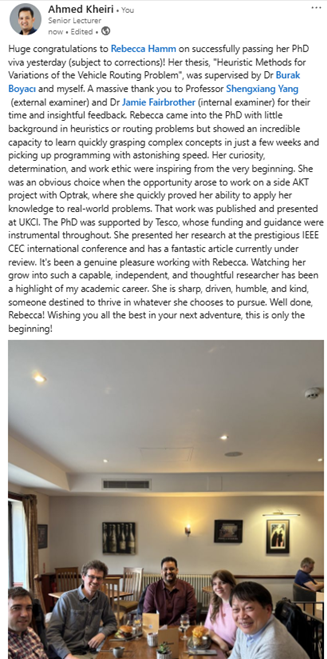 Ahmed Kheiri • You
Senior Lecturer
now • Edited •
Huge congratulations to Rebecca Hamm on successfully passing her PhD
viva yesterday (subject to corrections)! Her thesis, "Heuristic Methods for
Variations of the Vehicle Routing Problem", was supervised by Dr Burak
Boyacı and myself. A massive thank you to Professor Shengxiang Yang
(external examiner) and Dr Jamie Fairbrother (internal examiner) for
their time and insightful feedback. Rebecca came into the PhD with little
background in heuristics or routing problems but showed an incredible
capacity to learn quickly grasping complex concepts in just a few weeks and
picking up programming with astonishing speed. Her curiosity,
determination, and work ethic were inspiring from the very beginning. She
was an obvious choice when the opportunity arose to work on a side AKT
project with Optrak, where she quickly proved her ability to apply her
knowledge to real-world problems. That work was published and presented
at UKCI. The PhD was supported by Tesco, whose funding and guidance were
instrumental throughout. She presented her research at the prestigious IEEE
CEC international conference and has a fantastic article currently under
review. It's been a genuine pleasure working with Rebecca. Watching her
grow into such a capable, independent, and thoughtful researcher has been
a highlight of my academic career. She is sharp, driven, humble, and kind,
someone destined to thrive in whatever she chooses to pursue. Well done,
Rebecca! Wishing you all the best in your next adventure, this is only the
beginning!